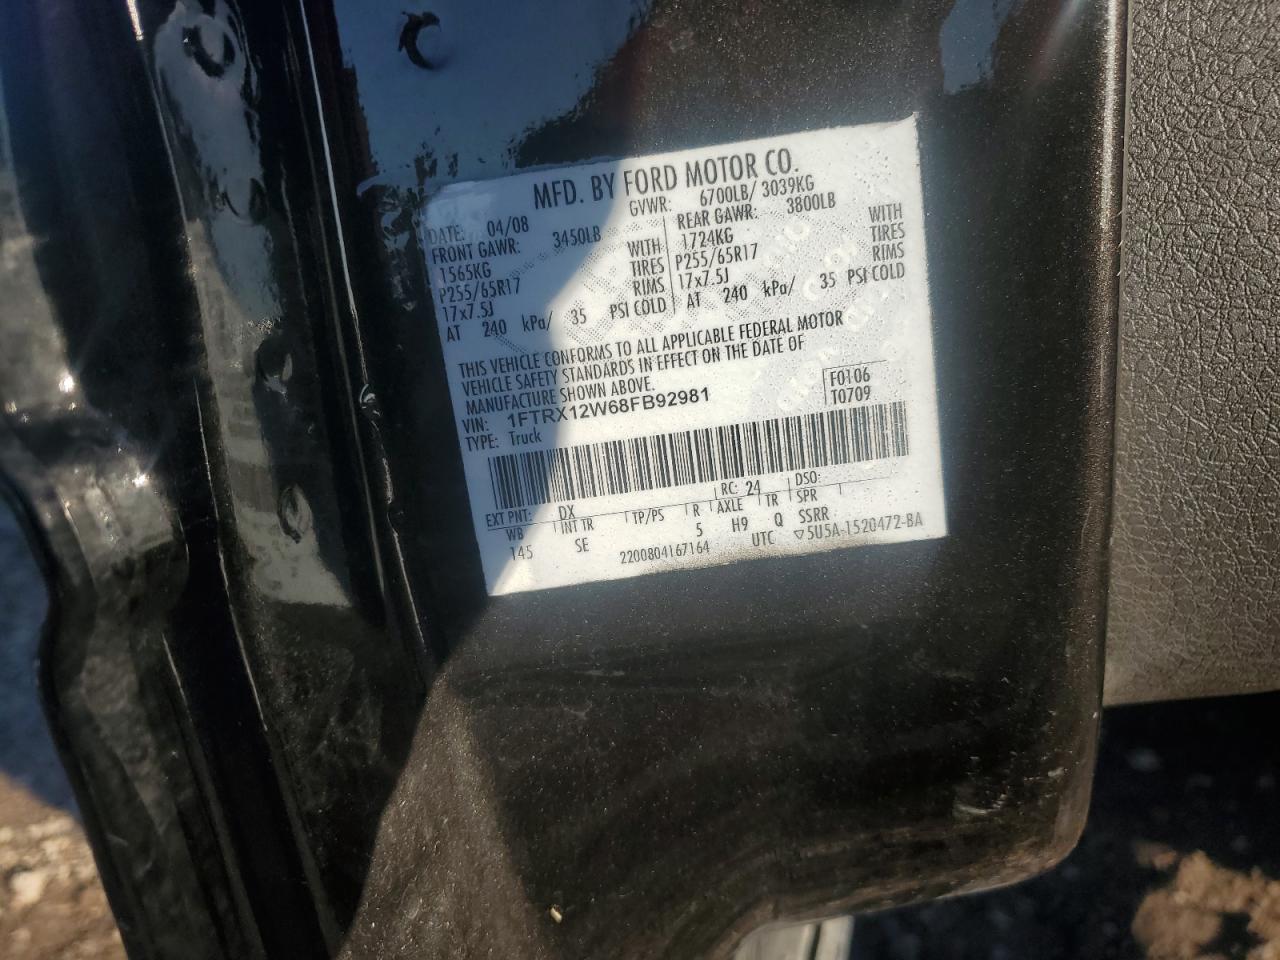 MFD. BY FORD MOTOR CO.
DATE: 04/08 GVWR: 6700LB/ 3039KG
FRONT GAWR: 3450LB REAR GAWR: 3800LB
1565KG WITH 1724KG WITH
P255/65R17 TIRES P255/65R17 TIRES
17x7.5J RIMS 17x7.5J RIMS
AT 240 kPa/ 35 PSI COLD AT 240 kPa/ 35 PSI COLD
THIS VEHICLE CONFORMS TO ALL APPLICABLE FEDERAL MOTOR
VEHICLE SAFETY STANDARDS IN EFFECT ON THE DATE OF
MANUFACTURE SHOWN ABOVE.
VIN: 1FTRX12W68FB92981 F0106
TYPE: Truck T0709
EXT PNT: DX RC: 24 DSO:
WB INT TR TP/PS R AXLE TR SPR
145 SE 5 H9 Q SSRR
2200804167164 UTC ▽5U5A-1520472-BA